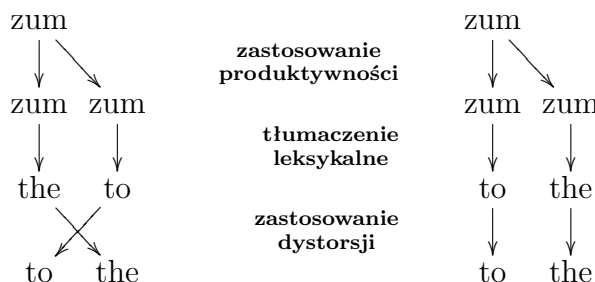 zum zum
zastosowanie
produktywności
zum zum zum zum
tłumaczenie
leksykalne
the to to the
zastosowanie
dystorsji
to the to the